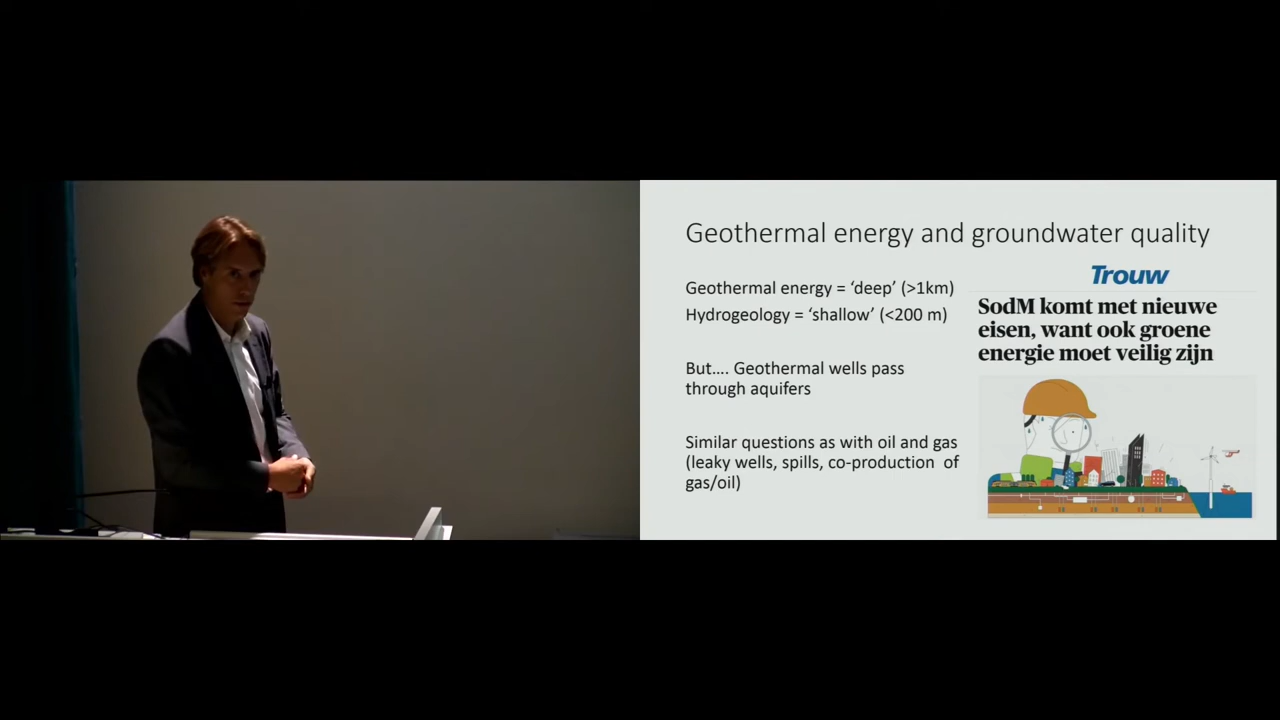 Geothermal energy and groundwater quality
Geothermal energy = ‘deep’ (>1km)
Hydrogeology = ‘shallow’ (<200 m)
But…. Geothermal wells pass
through aquifers
Similar questions as with oil and gas
(leaky wells, spills, co-production of
gas/oil)
Trouw
SodM komt met nieuwe
eisen, want ook groene
energie moet veilig zijn